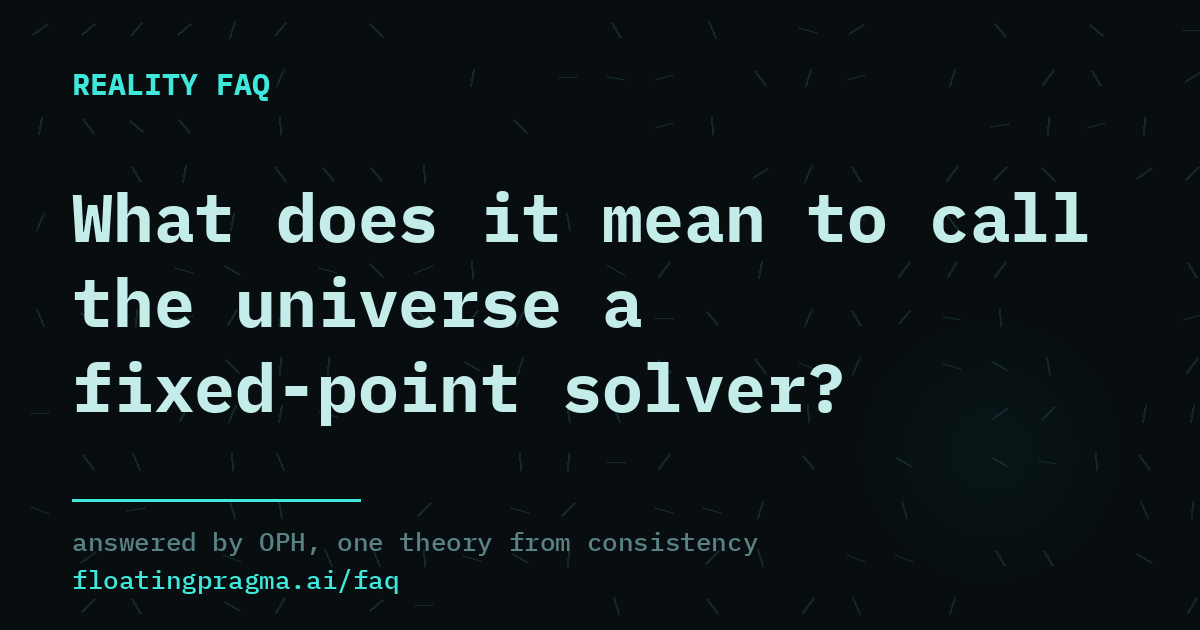 REALITY FAQ
What does it mean to call
the universe a
fixed-point solver?
answered by OPH, one theory from consistency
floatingpragma.ai/faq